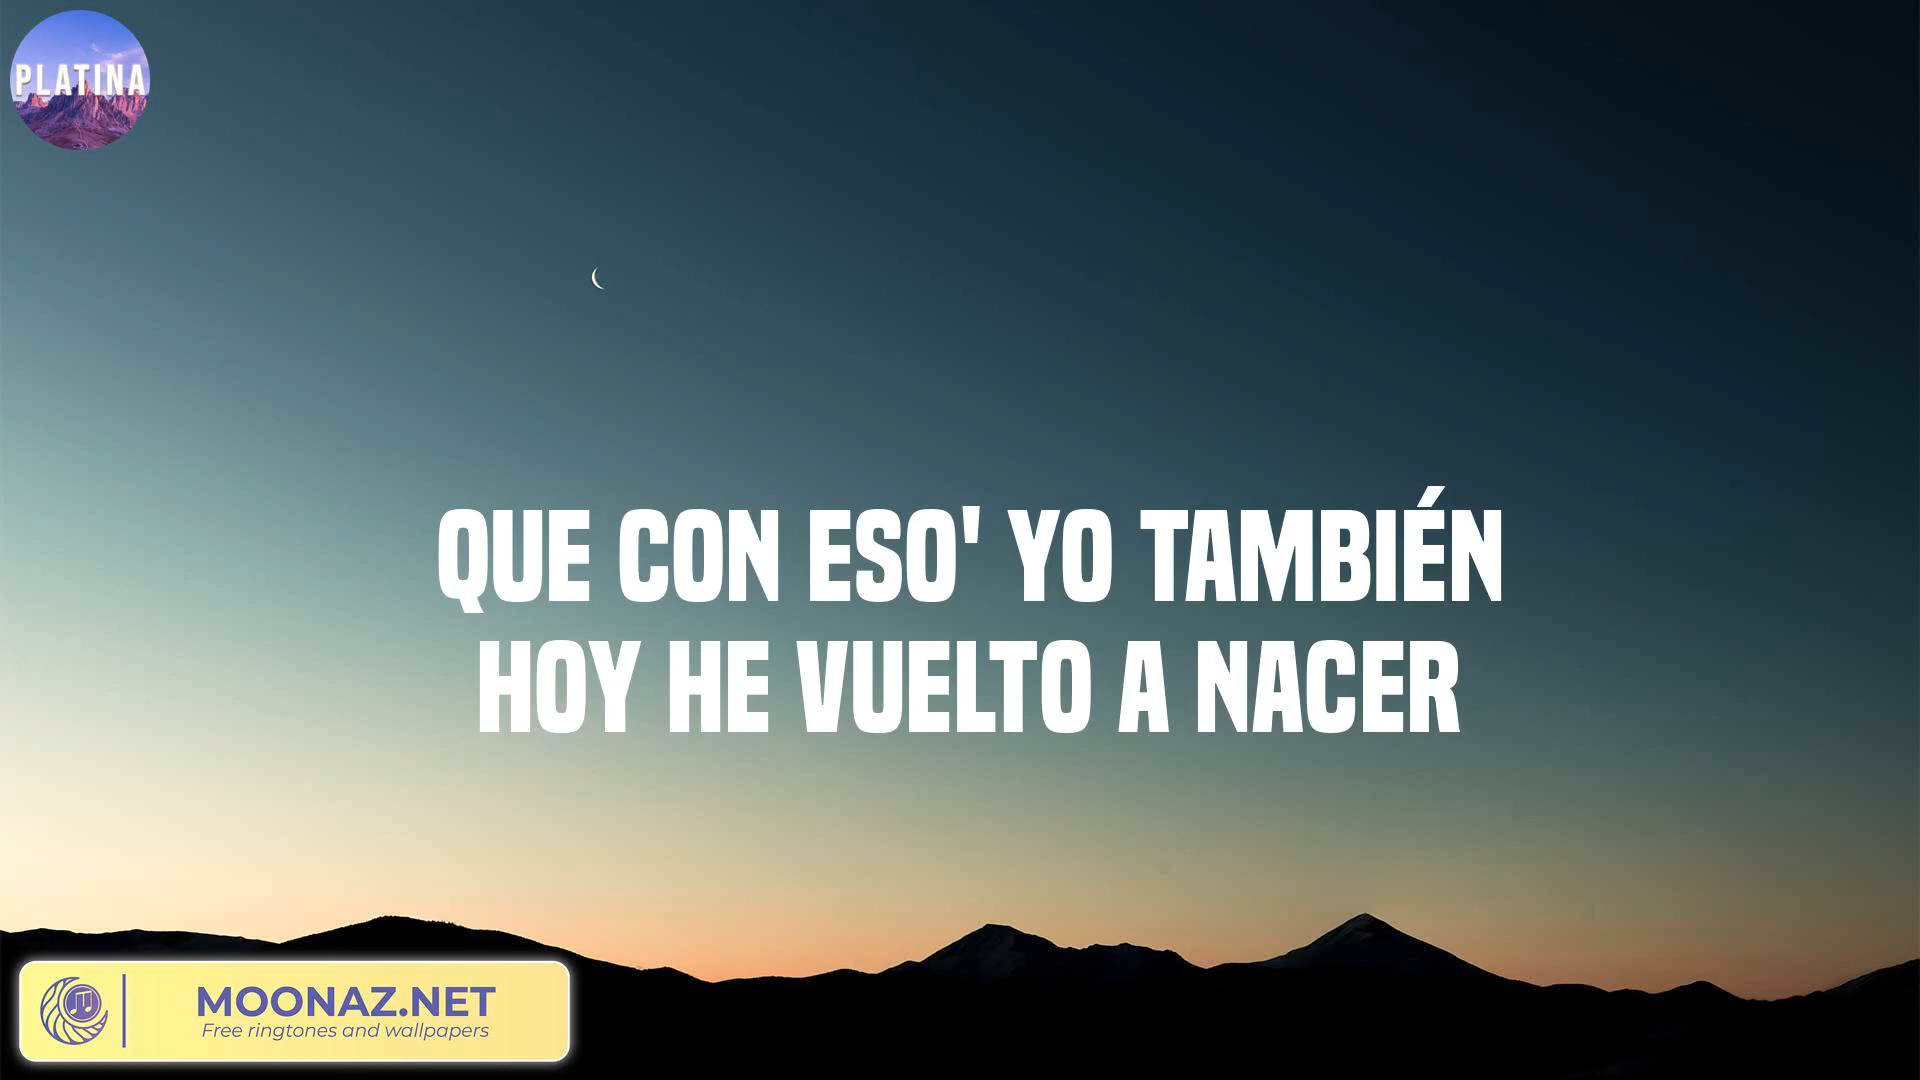 PLATINA
QUE CON ESO' YO TAMBIÉN
HOY HE VUELTO A NACER
MOONAZ.NET
Free ringtones and wallpapers